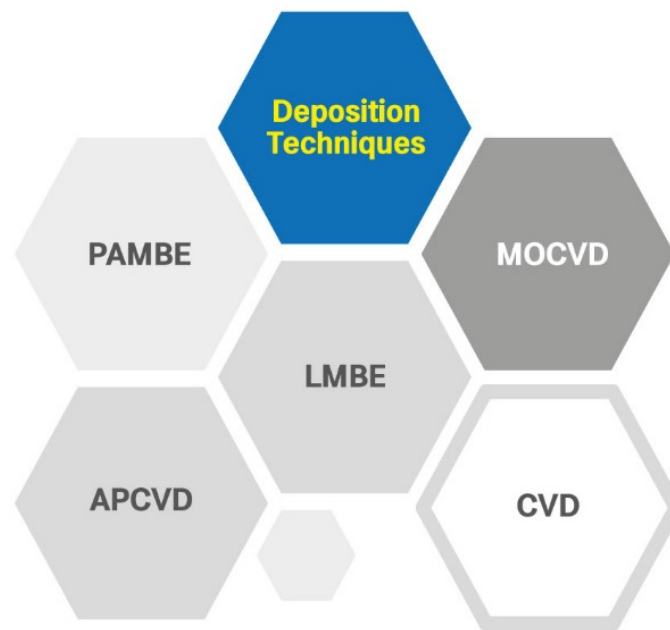 Deposition
Techniques
PAMBE
MOCVD
LMBE
APCVD
CVD